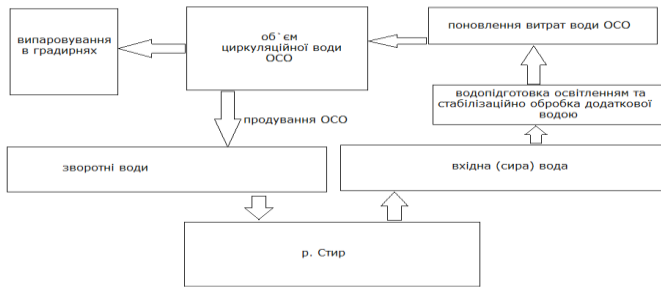 випаровування
в градирнях
об`єм
циркуляційної води
ОСО
поновлення витрат води ОСО
водопідготовка освітленням та
стабілізаційно обробка додаткової
водою
продування ОСО
зворотні води
вхідна (сира) вода
р. Стир